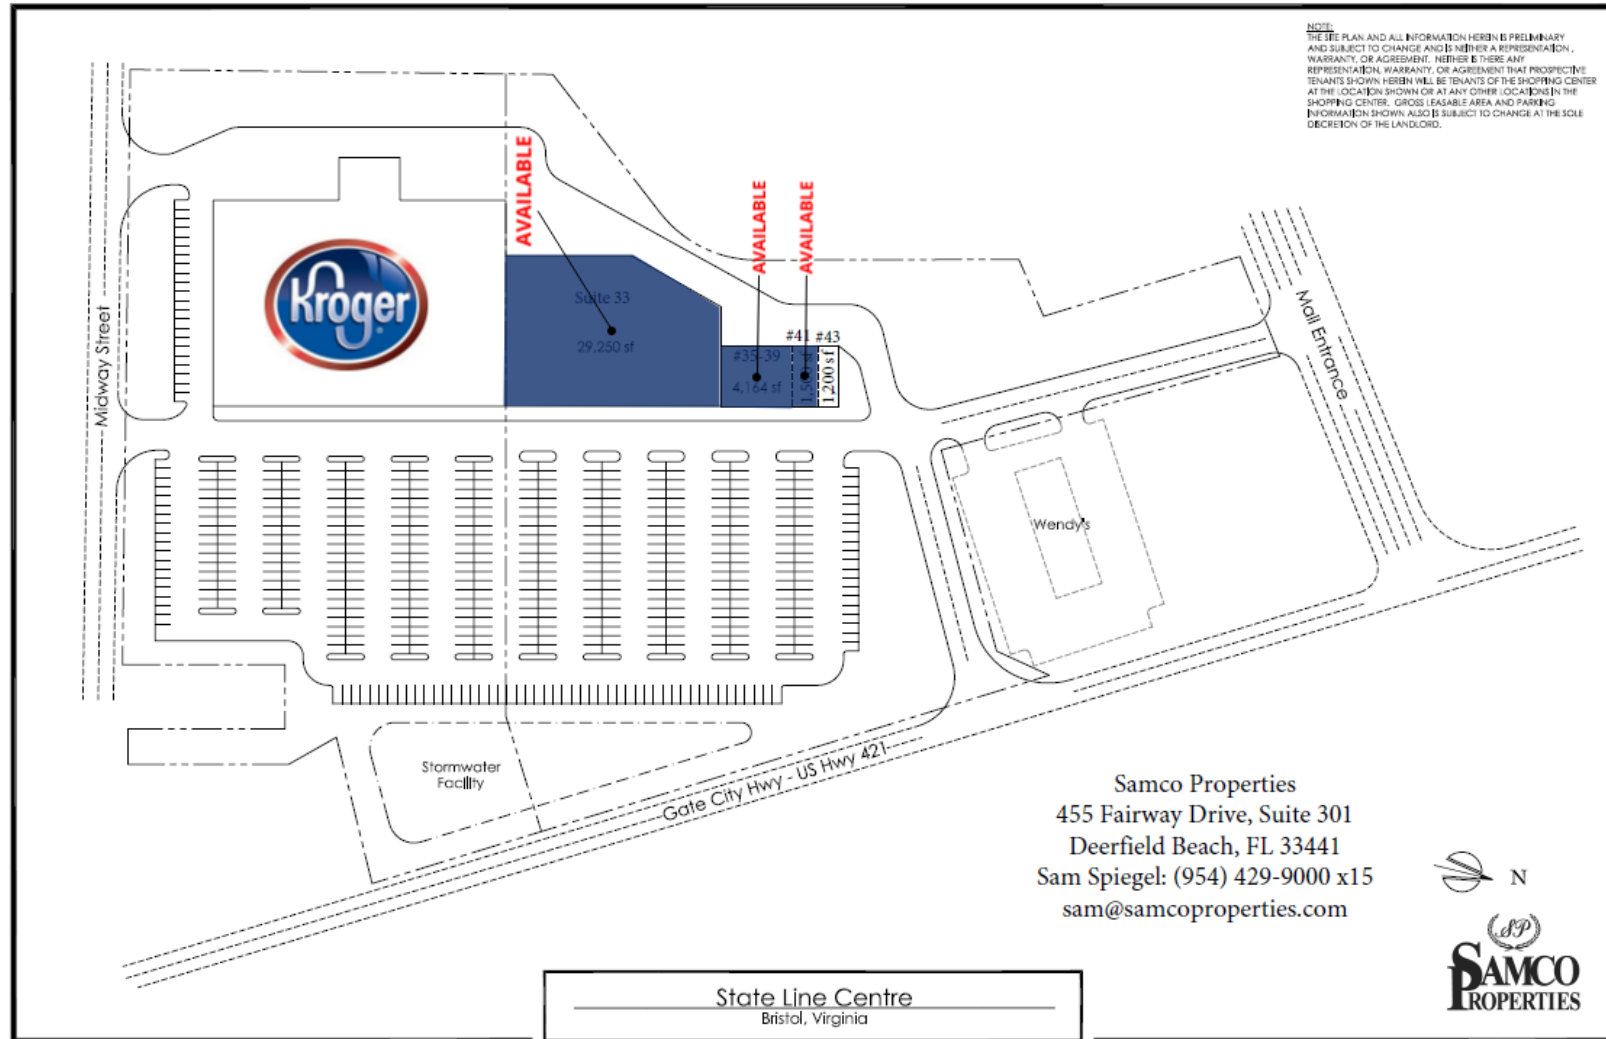 NOTE:
THE SITE PLAN AND ALL INFORMATION HEREIN IS PRELIMINARY
AND SUBJECT TO CHANGE AND IS NEITHER A REPRESENTATION,
WARRANTY, OR AGREEMENT. NEITHER IS THERE ANY
REPRESENTATION, WARRANTY, OR AGREEMENT THAT PROSPECTIVE
TENANTS SHOWN HEREIN WILL BE TENANTS OF THE SHOPPING CENTER
AT THE LOCATION SHOWN OR AT ANY OTHER LOCATIONS IN THE
SHOPPING CENTER. GROSS LEASABLE AREA AND PARKING
INFORMATION SHOWN ALSO IS SUBJECT TO CHANGE AT THE SOLE
DISCRETION OF THE LANDLORD.
AVAILABLE
AVAILABLE
AVAILABLE
Midway Street
Kroger
Suite 33
29,250 sf
#35-39
4,164 sf
#41
#43
1,200 sf
Mall Entrance
Wendy's
Stormwater
Facility
Gate City Hwy - US Hwy 421
Samco Properties
455 Fairway Drive, Suite 301
Deerfield Beach, FL 33441
Sam Spiegel: (954) 429-9000 x15
sam@samcoproperties.com
N
SP
SAMCO
PROPERTIES
State Line Centre
Bristol, Virginia